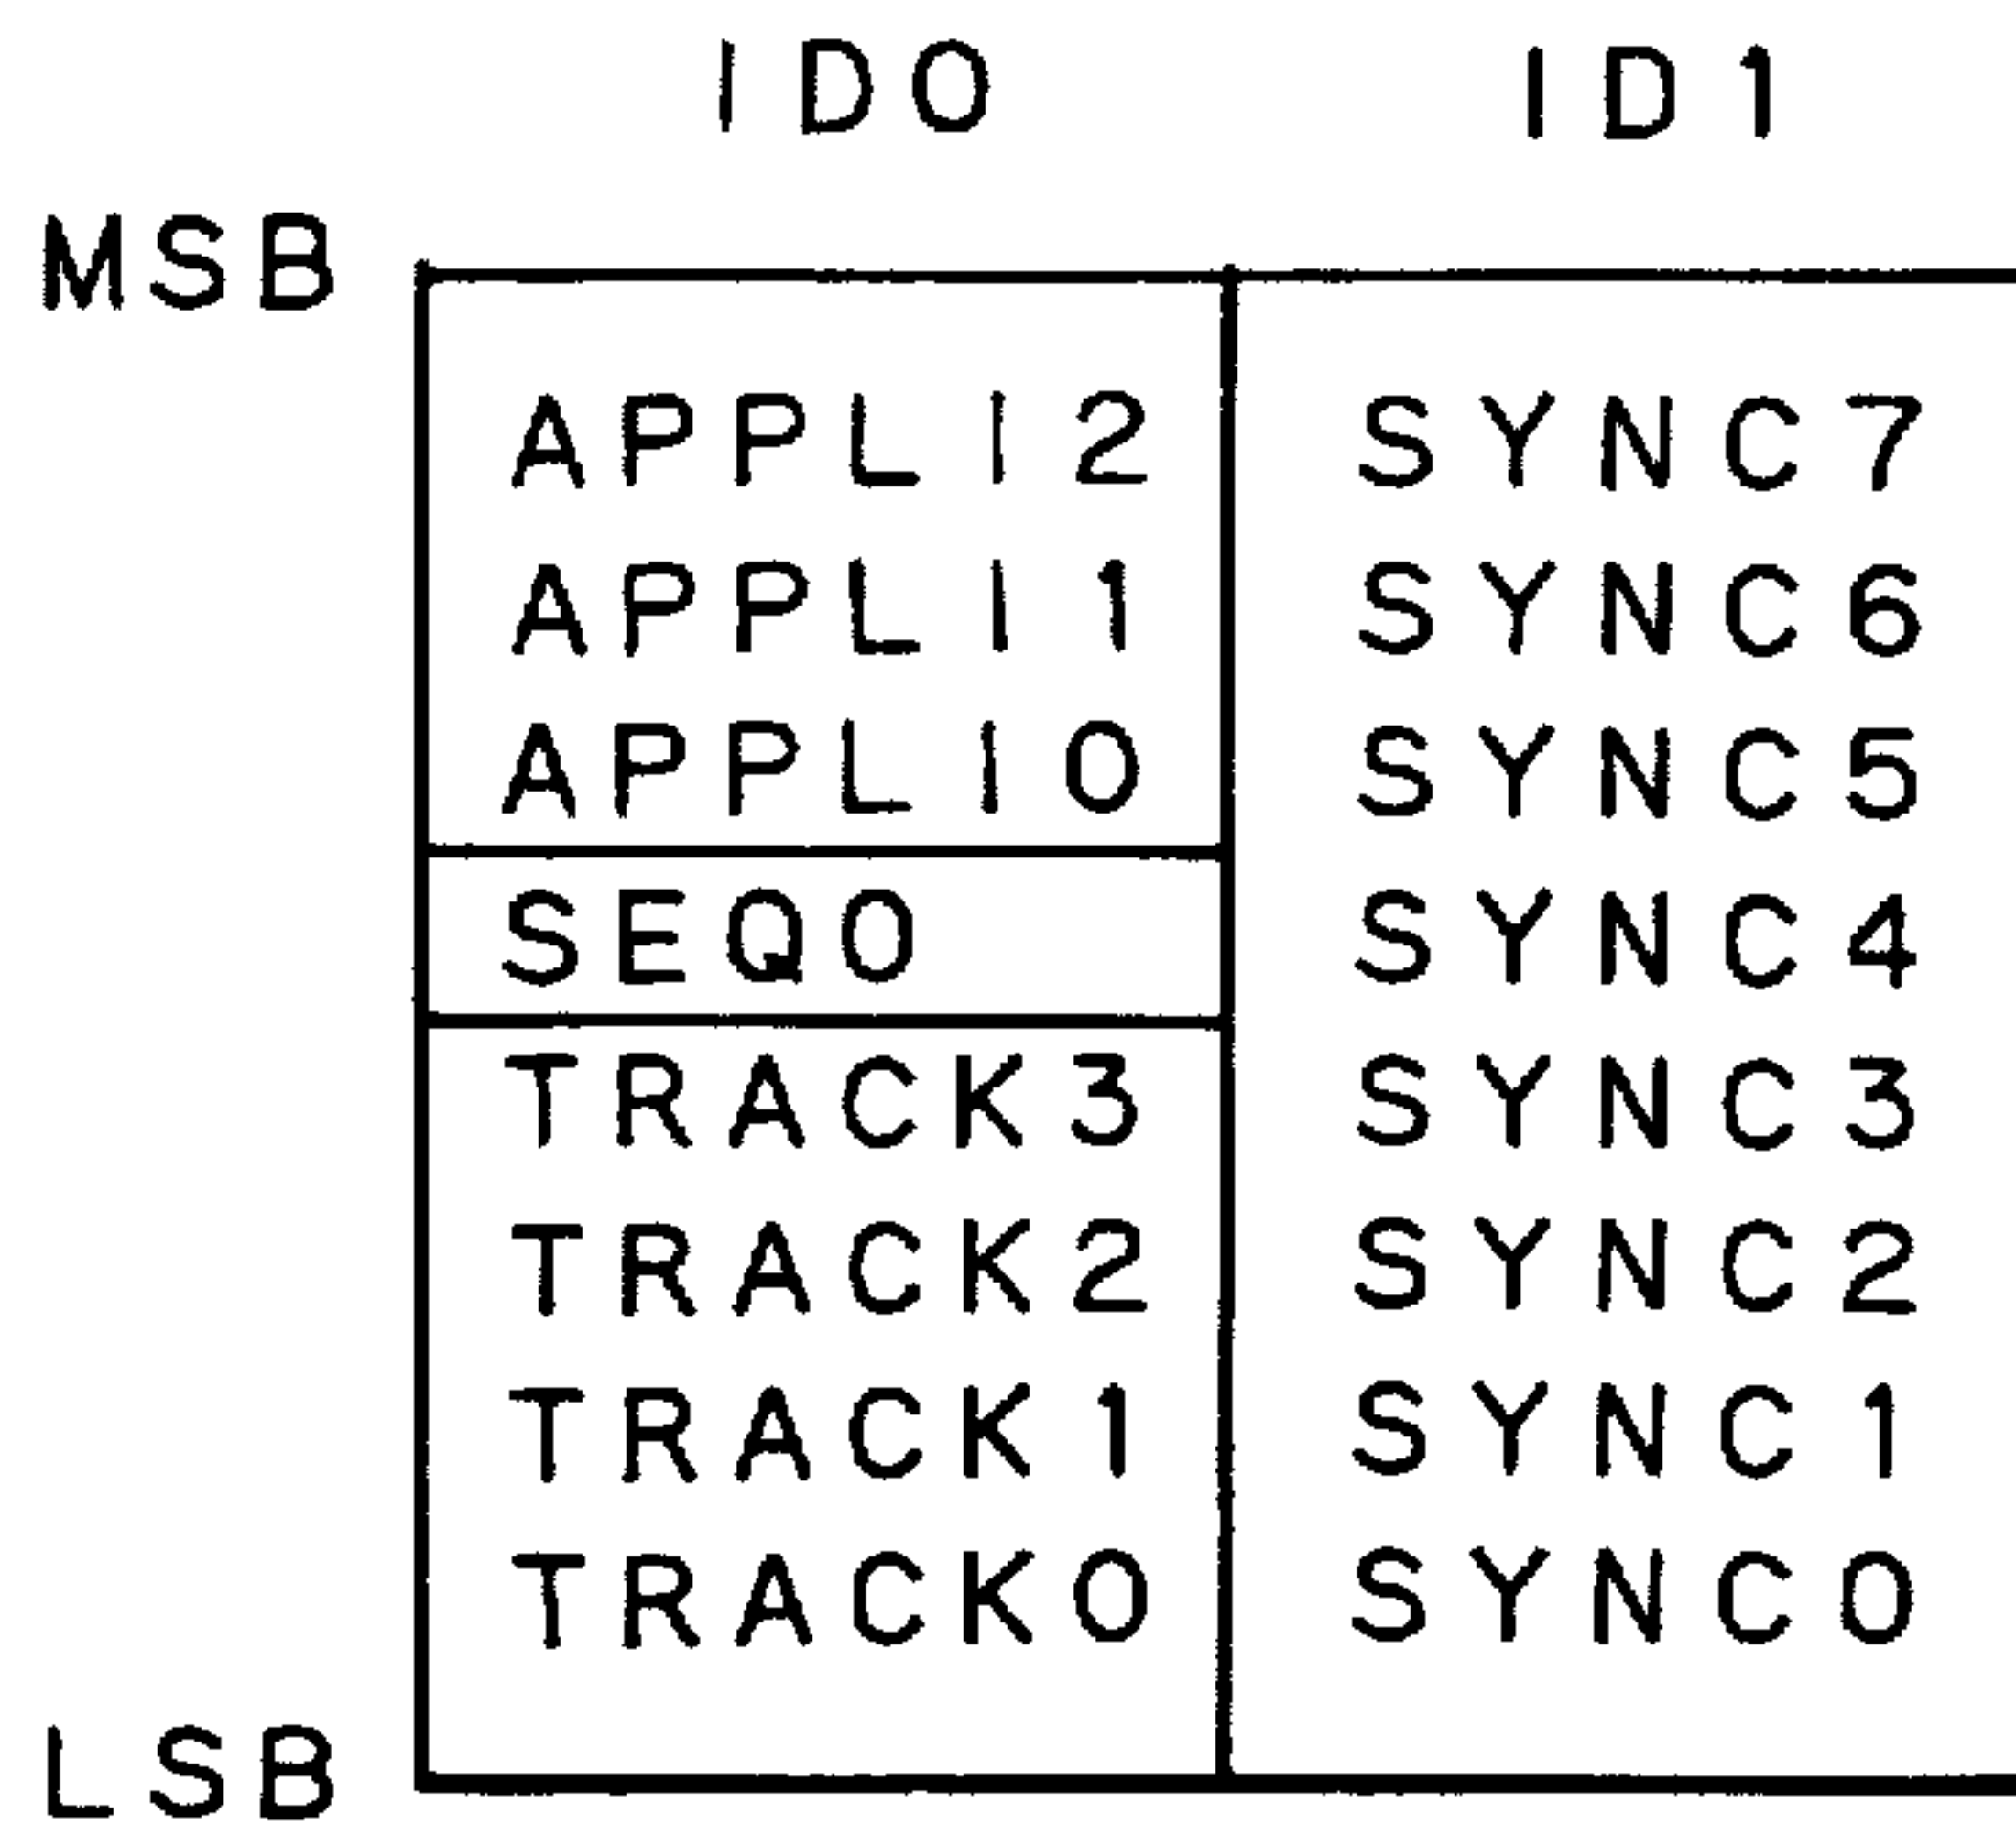 ID0 ID1
MSB
APPLI2 SYNC7
APPLI1 SYNC6
APPLI0 SYNC5
SEQ0 SYNC4
TRACK3 SYNC3
TRACK2 SYNC2
TRACK1 SYNC1
TRACK0 SYNC0
LSB